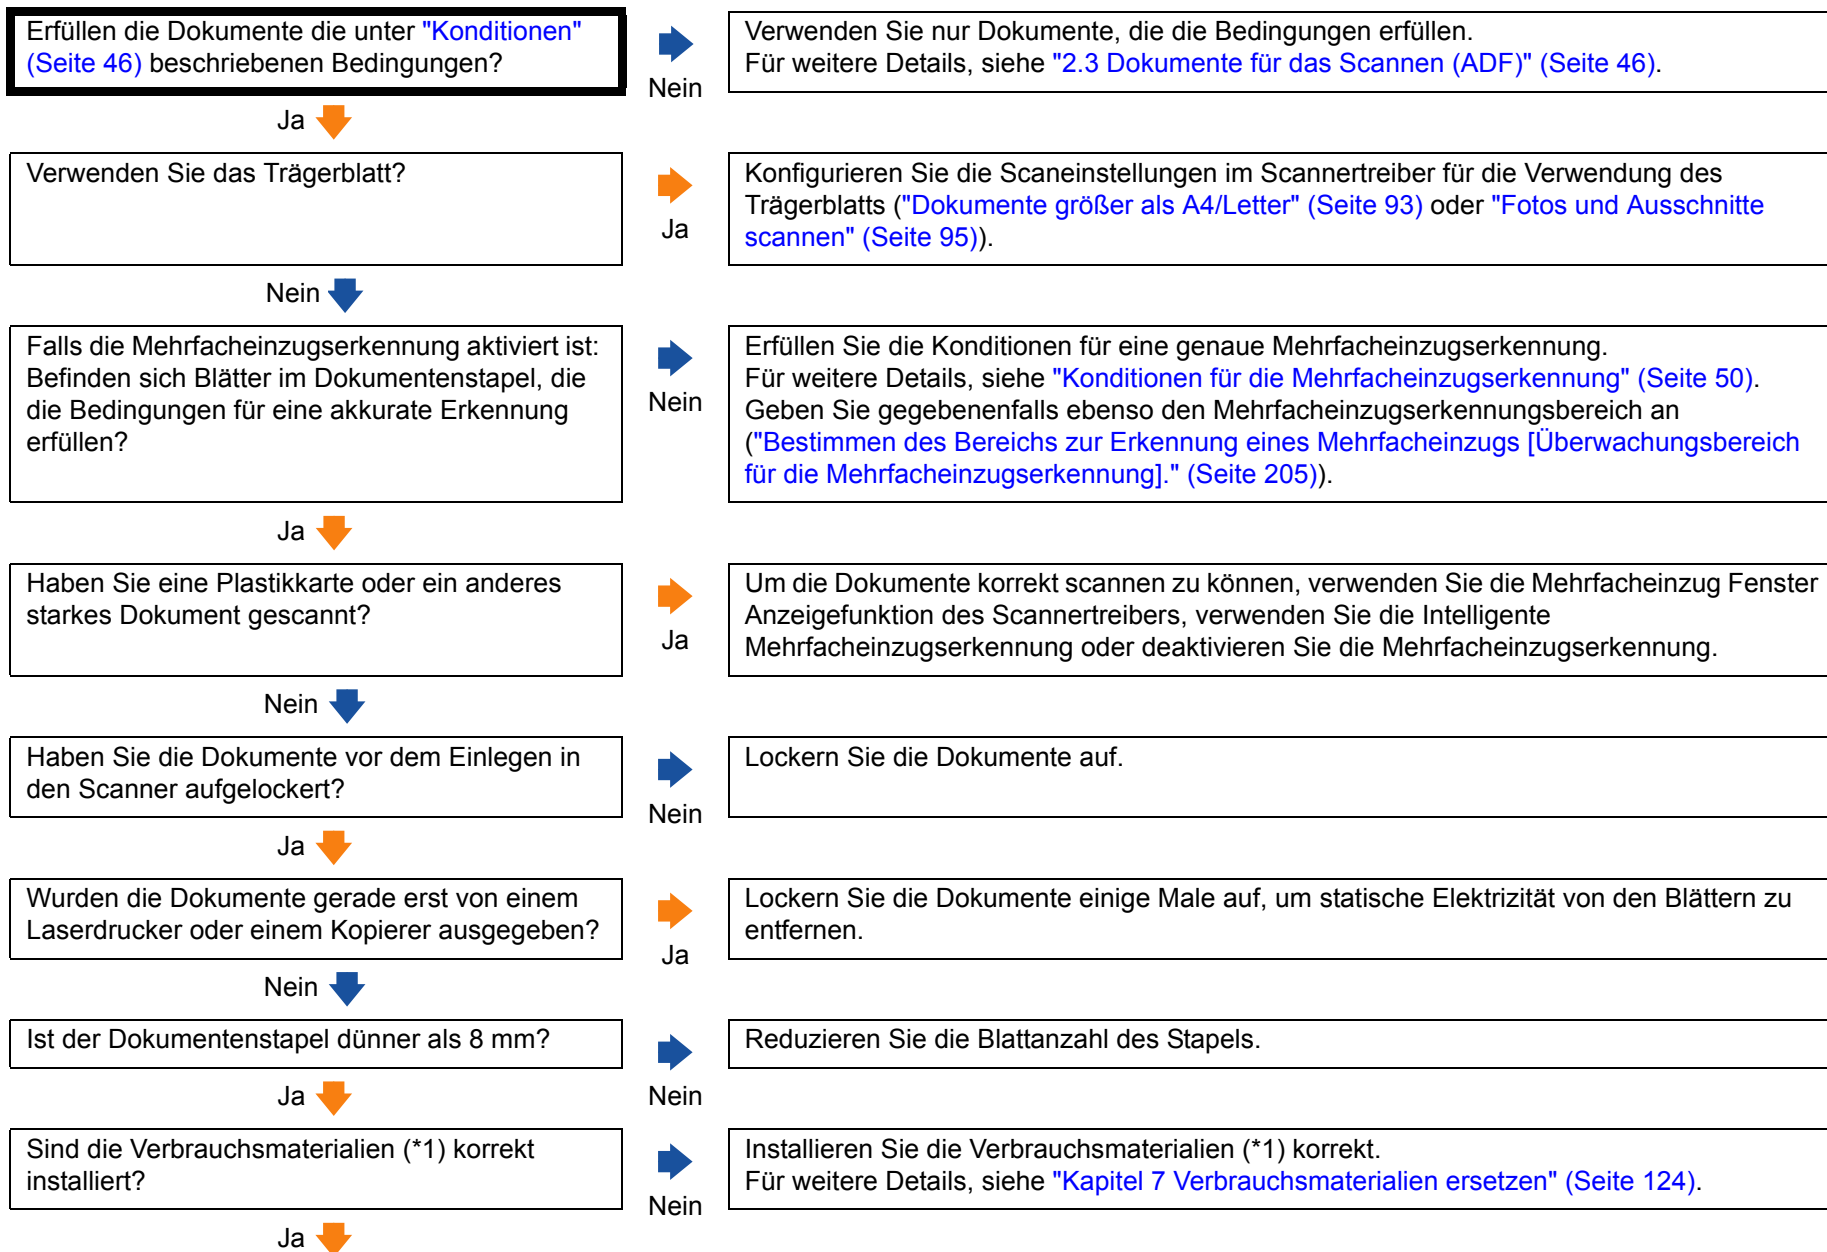 Erfüllen die Dokumente die unter "Konditionen"
(Seite 46) beschriebenen Bedingungen?
Nein
Verwenden Sie nur Dokumente, die die Bedingungen erfüllen.
Für weitere Details, siehe "2.3 Dokumente für das Scannen (ADF)" (Seite 46).
Ja
Verwenden Sie das Trägerblatt?
Ja
Konfigurieren Sie die Scaneinstellungen im Scannertreiber für die Verwendung des
Trägerblatts ("Dokumente größer als A4/Letter" (Seite 93) oder "Fotos und Ausschnitte
scannen" (Seite 95)).
Nein
Falls die Mehrfacheinzugserkennung aktiviert ist:
Befinden sich Blätter im Dokumentenstapel, die
die Bedingungen für eine akkurate Erkennung
erfüllen?
Nein
Erfüllen Sie die Konditionen für eine genaue Mehrfacheinzugserkennung.
Für weitere Details, siehe "Konditionen für die Mehrfacheinzugserkennung" (Seite 50).
Geben Sie gegebenenfalls ebenso den Mehrfacheinzugserkennungsbereich an
("Bestimmen des Bereichs zur Erkennung eines Mehrfacheinzugs [Überwachungsbereich
für die Mehrfacheinzugserkennung]." (Seite 205)).
Ja
Haben Sie eine Plastikkarte oder ein anderes
starkes Dokument gescannt?
Ja
Um die Dokumente korrekt scannen zu können, verwenden Sie die Mehrfacheinzug Fenster
Anzeigefunktion des Scannertreibers, verwenden Sie die Intelligente
Mehrfacheinzugserkennung oder deaktivieren Sie die Mehrfacheinzugserkennung.
Nein
Haben Sie die Dokumente vor dem Einlegen in
den Scanner aufgelockert?
Nein
Lockern Sie die Dokumente auf.
Ja
Wurden die Dokumente gerade erst von einem
Laserdrucker oder einem Kopierer ausgegeben?
Ja
Lockern Sie die Dokumente einige Male auf, um statische Elektrizität von den Blättern zu
entfernen.
Nein
Ist der Dokumentenstapel dünner als 8 mm?
Nein
Reduzieren Sie die Blattanzahl des Stapels.
Ja
Sind die Verbrauchsmaterialien (*1) korrekt
installiert?
Nein
Installieren Sie die Verbrauchsmaterialien (*1) korrekt.
Für weitere Details, siehe "Kapitel 7 Verbrauchsmaterialien ersetzen" (Seite 124).
Ja